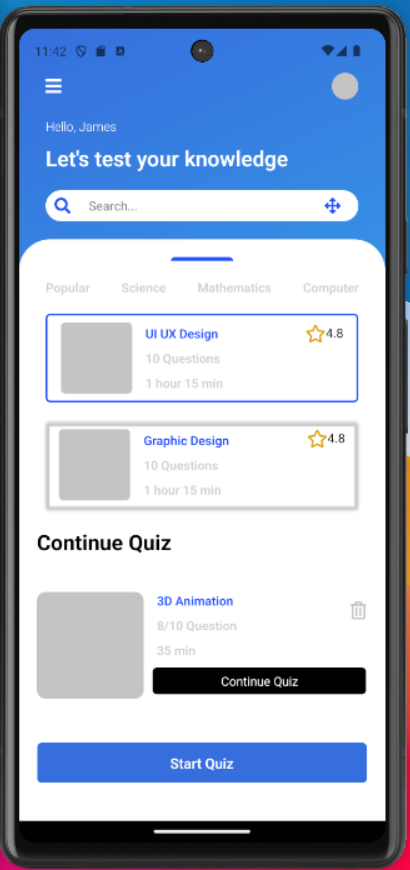 11:42
Hello, James
Let's test your knowledge
Search...
Popular Science Mathematics Computer
UI UX Design 4.8
10 Questions
1 hour 15 min
Graphic Design 4.8
10 Questions
1 hour 15 min
Continue Quiz
3D Animation
8/10 Question
35 min
Continue Quiz
Start Quiz